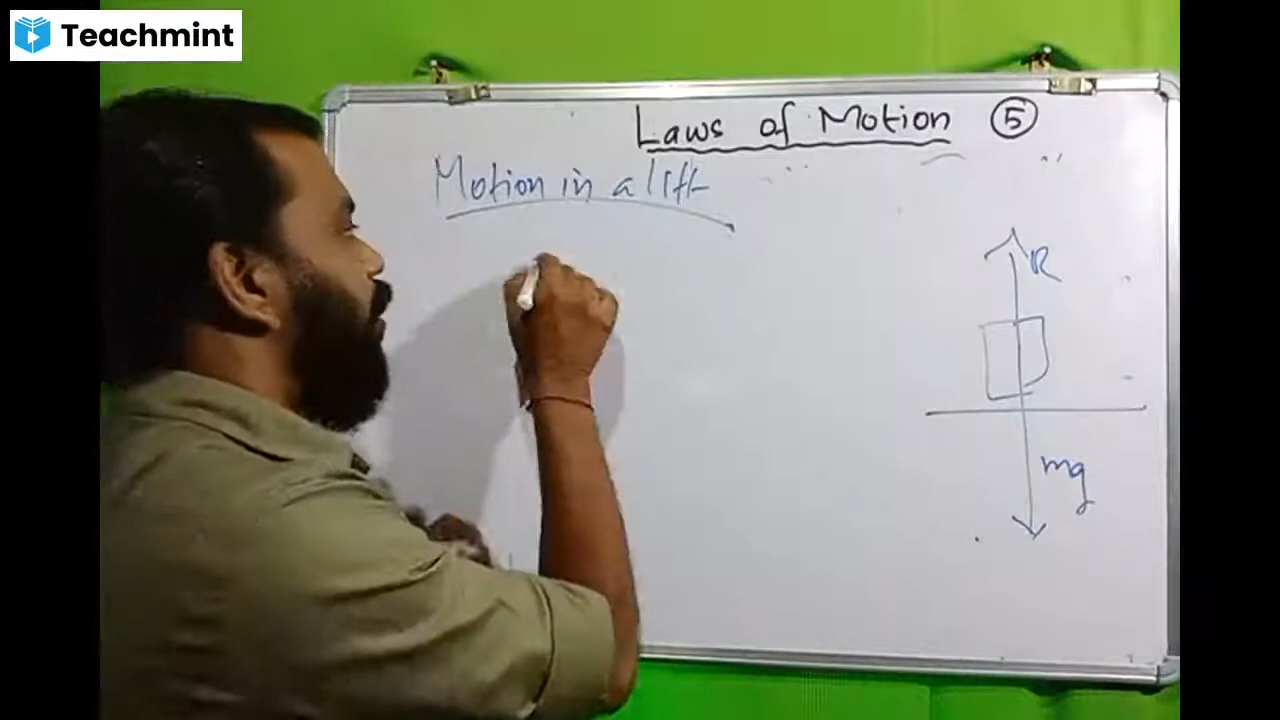 Teachmint
Laws of Motion 5
Motion in a lift
R
mg